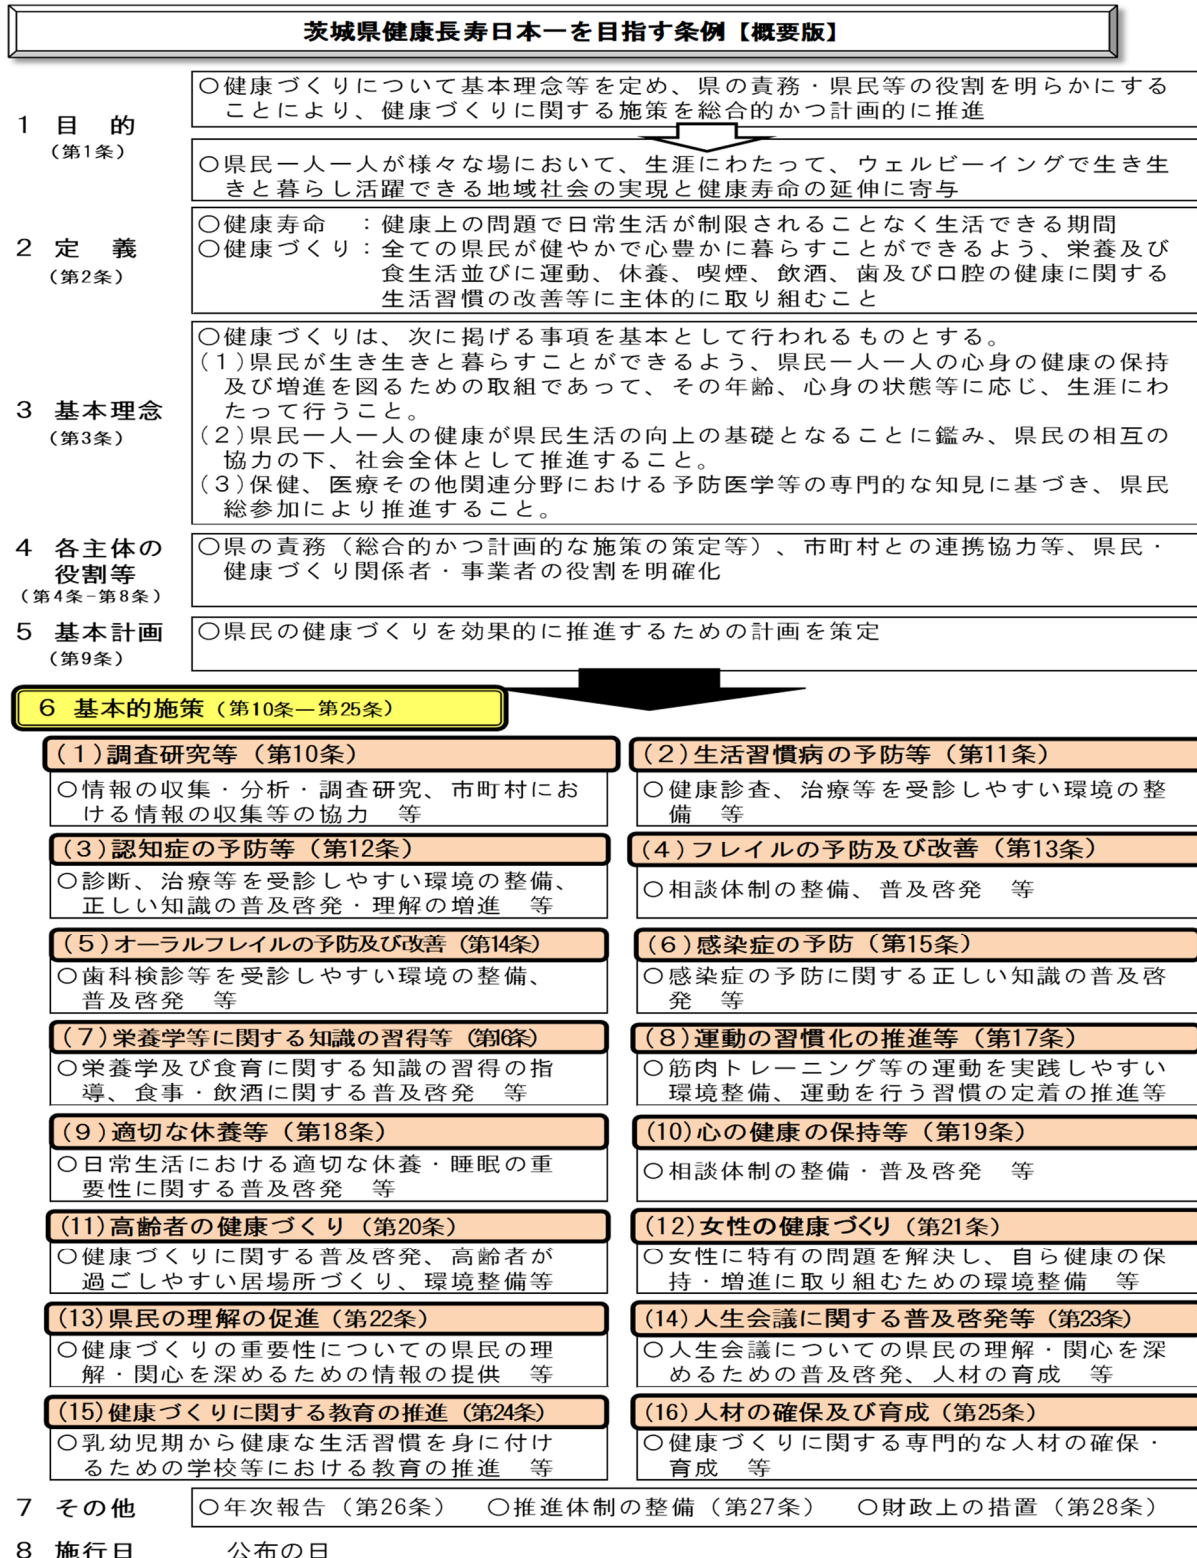 茨城県健康長寿日本一を目指す条例【概要版】
1 目 的
(第1条)
〇健康づくりについて基本理念等を定め、県の責務・県民等の役割を明らかにする
ことにより、健康づくりに関する施策を総合的かつ計画的に推進
〇県民一人一人が様々な場において、生涯にわたって、ウェルビーイングで生き生
きと暮らし活躍できる地域社会の実現と健康寿命の延伸に寄与
2 定 義
(第2条)
〇健康寿命 :健康上の問題で日常生活が制限されることなく生活できる期間
〇健康づくり:全ての県民が健やかで心豊かに暮らすことができるよう、栄養及び
食生活並びに運動、休養、喫煙、飲酒、歯及び口腔の健康に関する
生活習慣の改善等に主体的に取り組むこと
3 基本理念
(第3条)
〇健康づくりは、次に掲げる事項を基本として行われるものとする。
(1)県民が生き生きと暮らすことができるよう、県民一人一人の心身の健康の保持
及び増進を図るための取組であって、その年齢、心身の状態等に応じ、生涯にわ
たって行うこと。
(2)県民一人一人の健康が県民生活の向上の基礎となることに鑑み、県民の相互の
協力の下、社会全体として推進すること。
(3)保健、医療その他関連分野における予防医学等の専門的な知見に基づき、県民
総参加により推進すること。
4 各主体の
役割等
(第4条-第8条)
〇県の責務(総合的かつ計画的な施策の策定等)、市町村との連携協力等、県民・
健康づくり関係者・事業者の役割を明確化
5 基本計画
(第9条)
〇県民の健康づくりを効果的に推進するための計画を策定
6 基本的施策(第10条―第25条)
(1)調査研究等(第10条)
〇情報の収集・分析・調査研究、市町村にお
ける情報の収集等の協力 等
(2)生活習慣病の予防等(第11条)
〇健康診査、治療等を受診しやすい環境の整
備 等
(3)認知症の予防等(第12条)
〇診断、治療等を受診しやすい環境の整備、
正しい知識の普及啓発・理解の増進 等
(4)フレイルの予防及び改善(第13条)
〇相談体制の整備、普及啓発 等
(5)オーラルフレイルの予防及び改善(第14条)
〇歯科検診等を受診しやすい環境の整備、
普及啓発 等
(6)感染症の予防(第15条)
〇感染症の予防に関する正しい知識の普及啓
発 等
(7)栄養学等に関する知識の習得等(第16条)
〇栄養学及び食育に関する知識の習得の指
導、食事・飲酒に関する普及啓発 等
(8)運動の習慣化の推進等(第17条)
〇筋肉トレーニング等の運動を実践しやすい
環境整備、運動を行う習慣の定着の推進等
(9)適切な休養等(第18条)
〇日常生活における適切な休養・睡眠の重
要性に関する普及啓発 等
(10)心の健康の保持等(第19条)
〇相談体制の整備・普及啓発 等
(11)高齢者の健康づくり(第20条)
〇健康づくりに関する普及啓発、高齢者が
過ごしやすい居場所づくり、環境整備等
(12)女性の健康づくり(第21条)
〇女性に特有の問題を解決し、自ら健康の保
持・増進に取り組むための環境整備 等
(13)県民の理解の促進(第22条)
〇健康づくりの重要性についての県民の理
解・関心を深めるための情報の提供 等
(14)人生会議に関する普及啓発等(第23条)
〇人生会議についての県民の理解・関心を深
めるための普及啓発、人材の育成 等
(15)健康づくりに関する教育の推進(第24条)
〇乳幼児期から健康な生活習慣を身に付け
るための学校等における教育の推進 等
(16)人材の確保及び育成(第25条)
〇健康づくりに関する専門的な人材の確保・
育成 等
7 その他
〇年次報告(第26条) 〇推進体制の整備(第27条) 〇財政上の措置(第28条)
8 施行日 公布の日